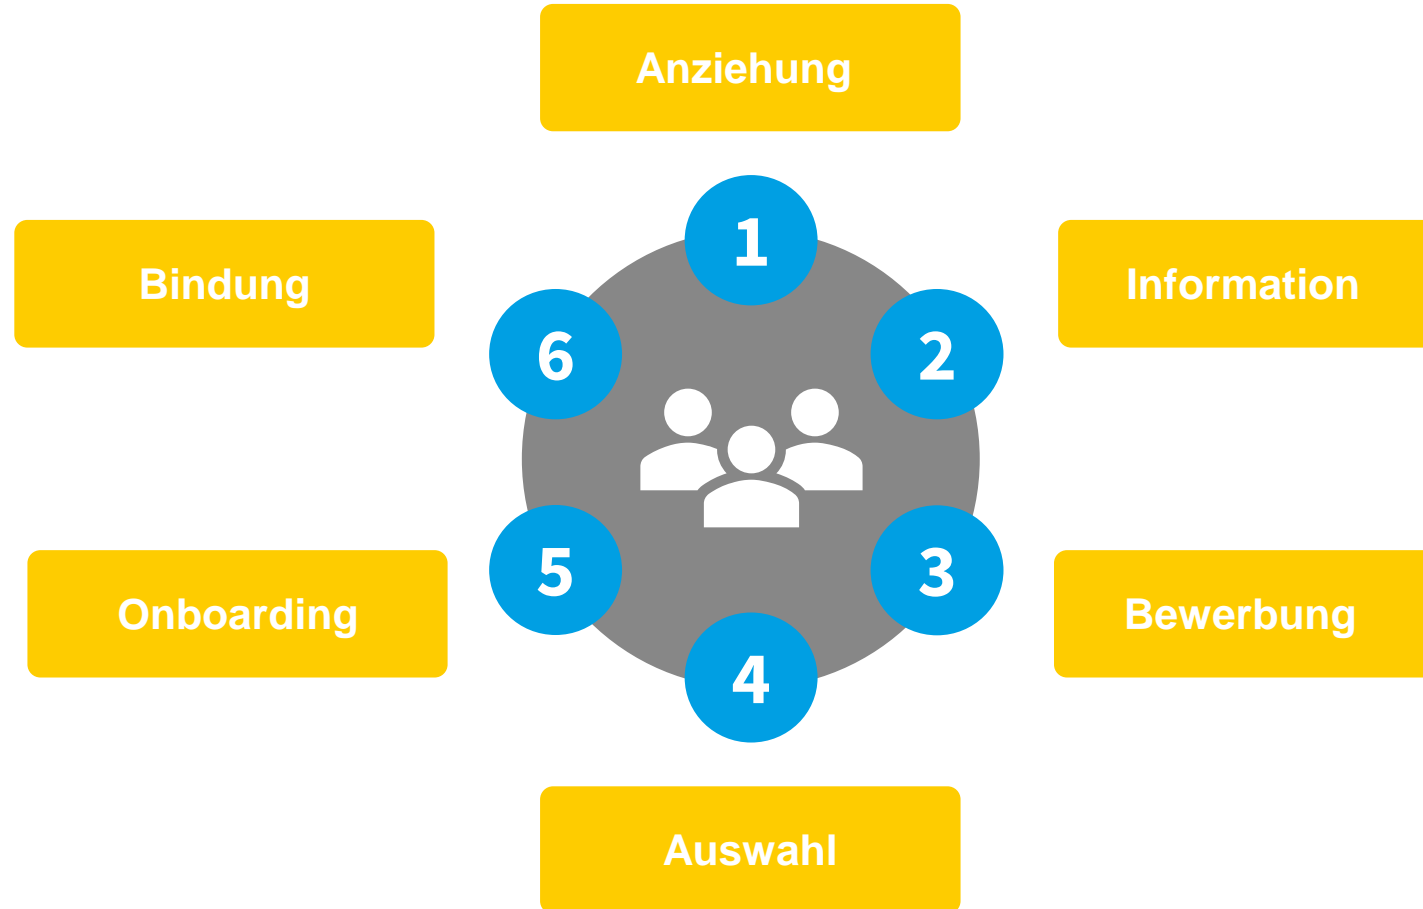 Anziehung
1
Information
2
Bewerbung
3
Auswahl
4
Onboarding
5
Bindung
6